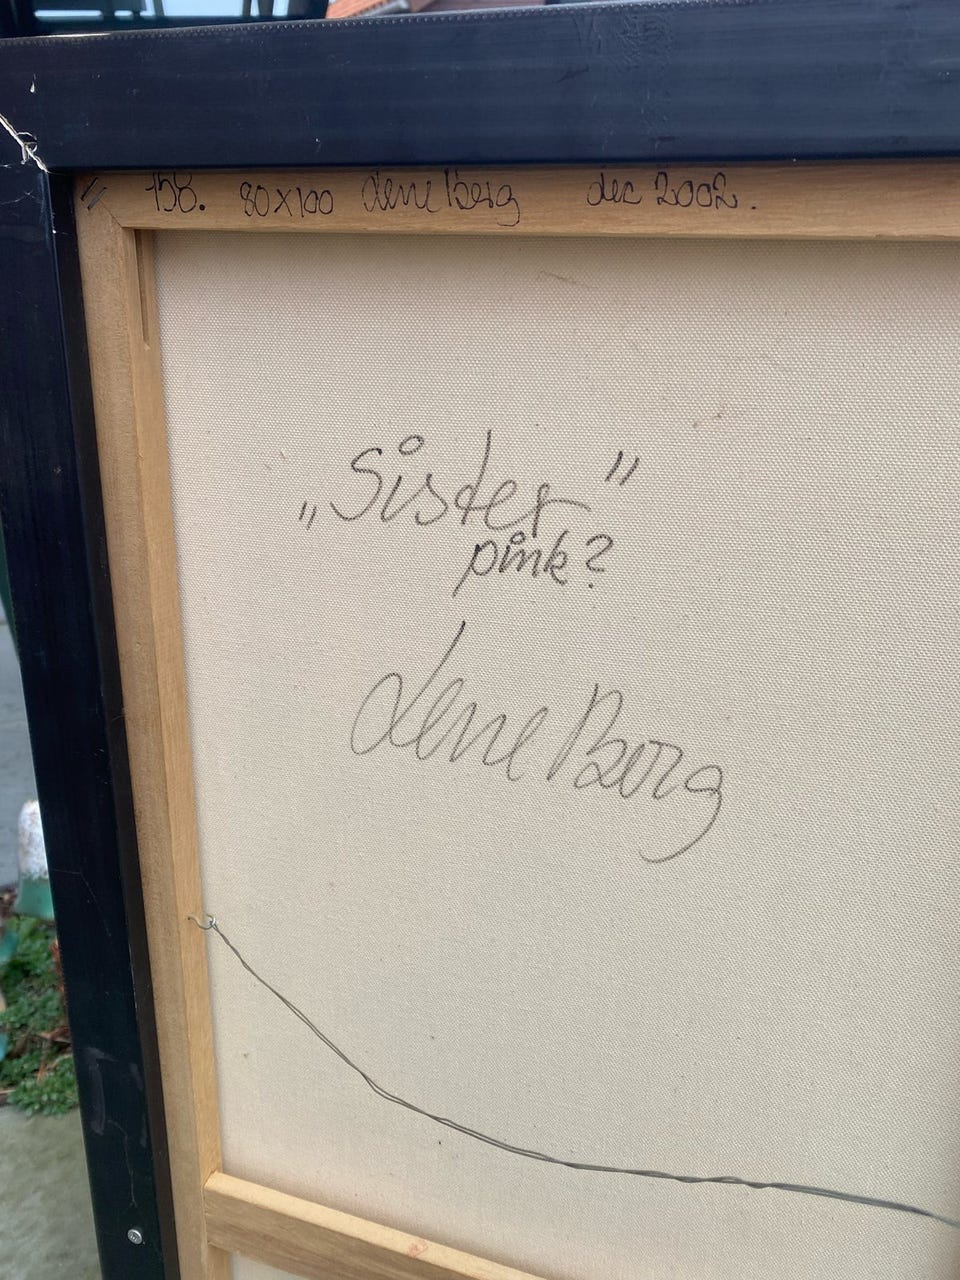 158. 80x100 Lene Berg dec 2002.
„Sister"
pink?
Lene Berg